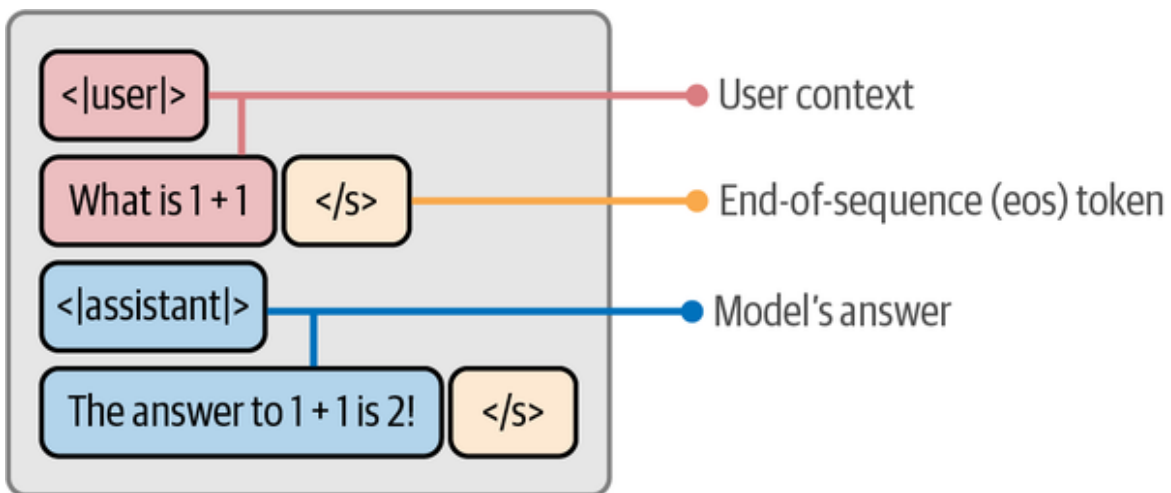 <|user|>
User context
What is 1 + 1
</s>
End-of-sequence (eos) token
<|assistant|>
Model's answer
The answer to 1 + 1 is 2!
</s>